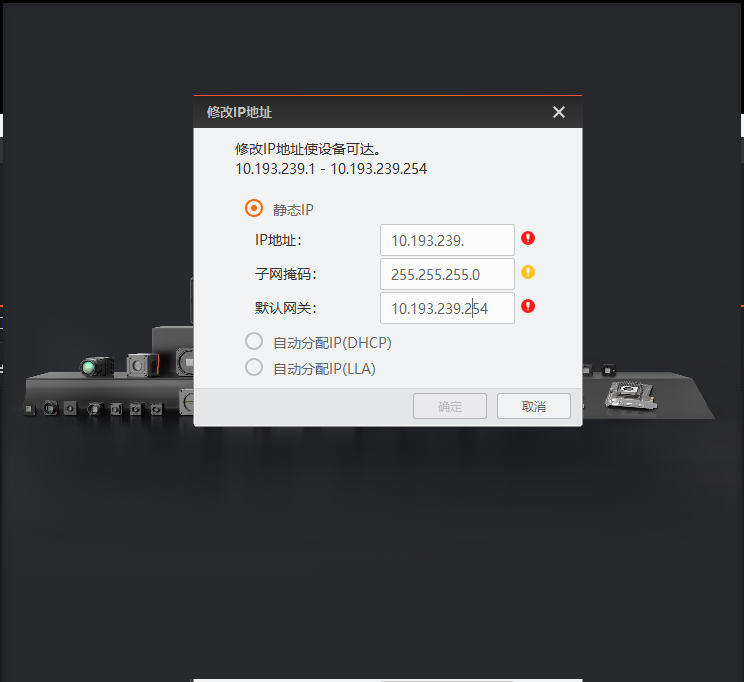 修改IP地址
修改IP地址使设备可达。
10.193.239.1 - 10.193.239.254
静态IP
IP地址: 10.193.239.
子网掩码: 255.255.255.0
默认网关: 10.193.239.254
自动分配IP(DHCP)
自动分配IP(LLA)
确定 取消